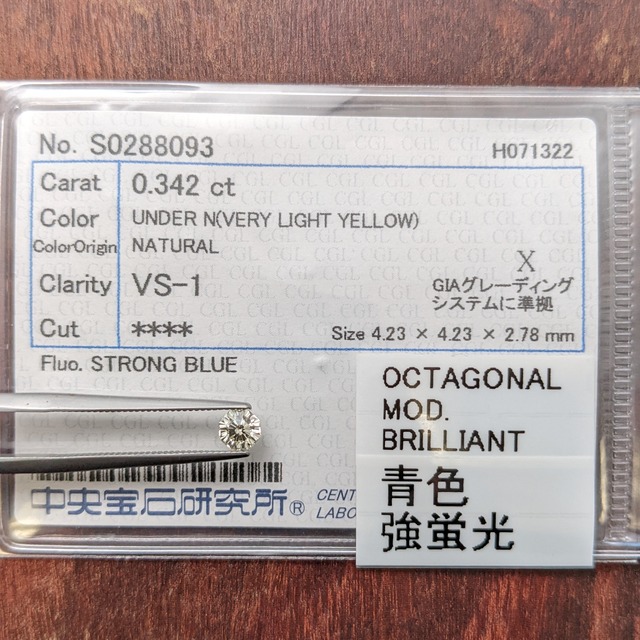 No. S0288093
H071322
Carat 0.342 ct
Color UNDER N(VERY LIGHT YELLOW)
ColorOrigin NATURAL
Clarity VS-1
X
GIAグレーディング
システムに準拠
Cut ****
Size 4.23 × 4.23 × 2.78 mm
Fluo. STRONG BLUE
OCTAGONAL
MOD.
BRILLIANT
青色
強蛍光
中央宝石研究所®
CENT
LABO